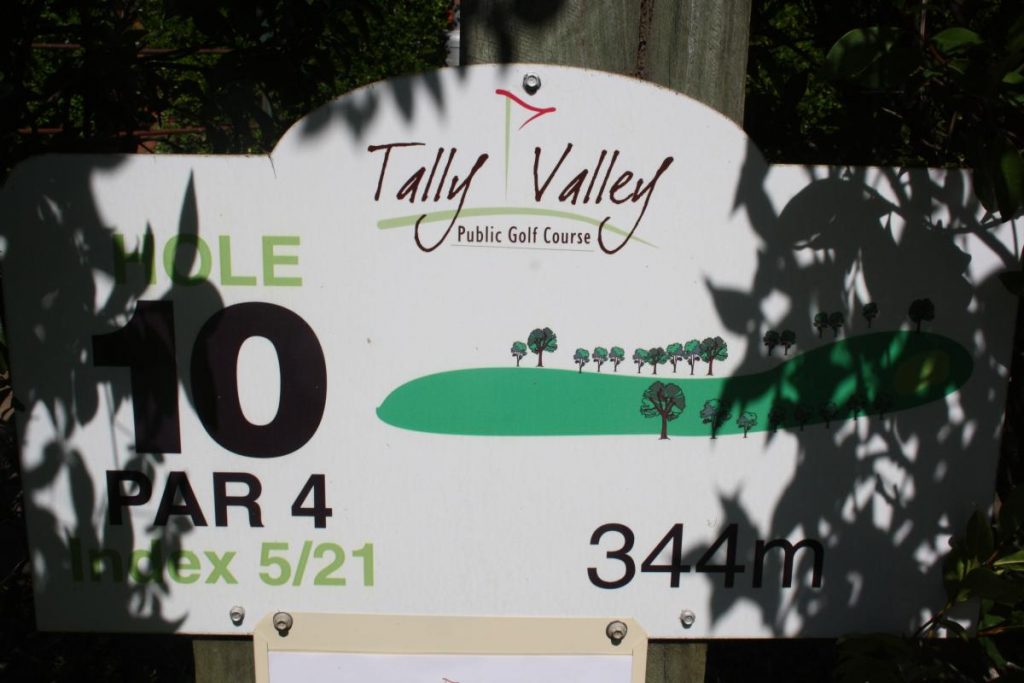 Tally Valley
Public Golf Course
HOLE
10
PAR 4
Index 5/21
344m